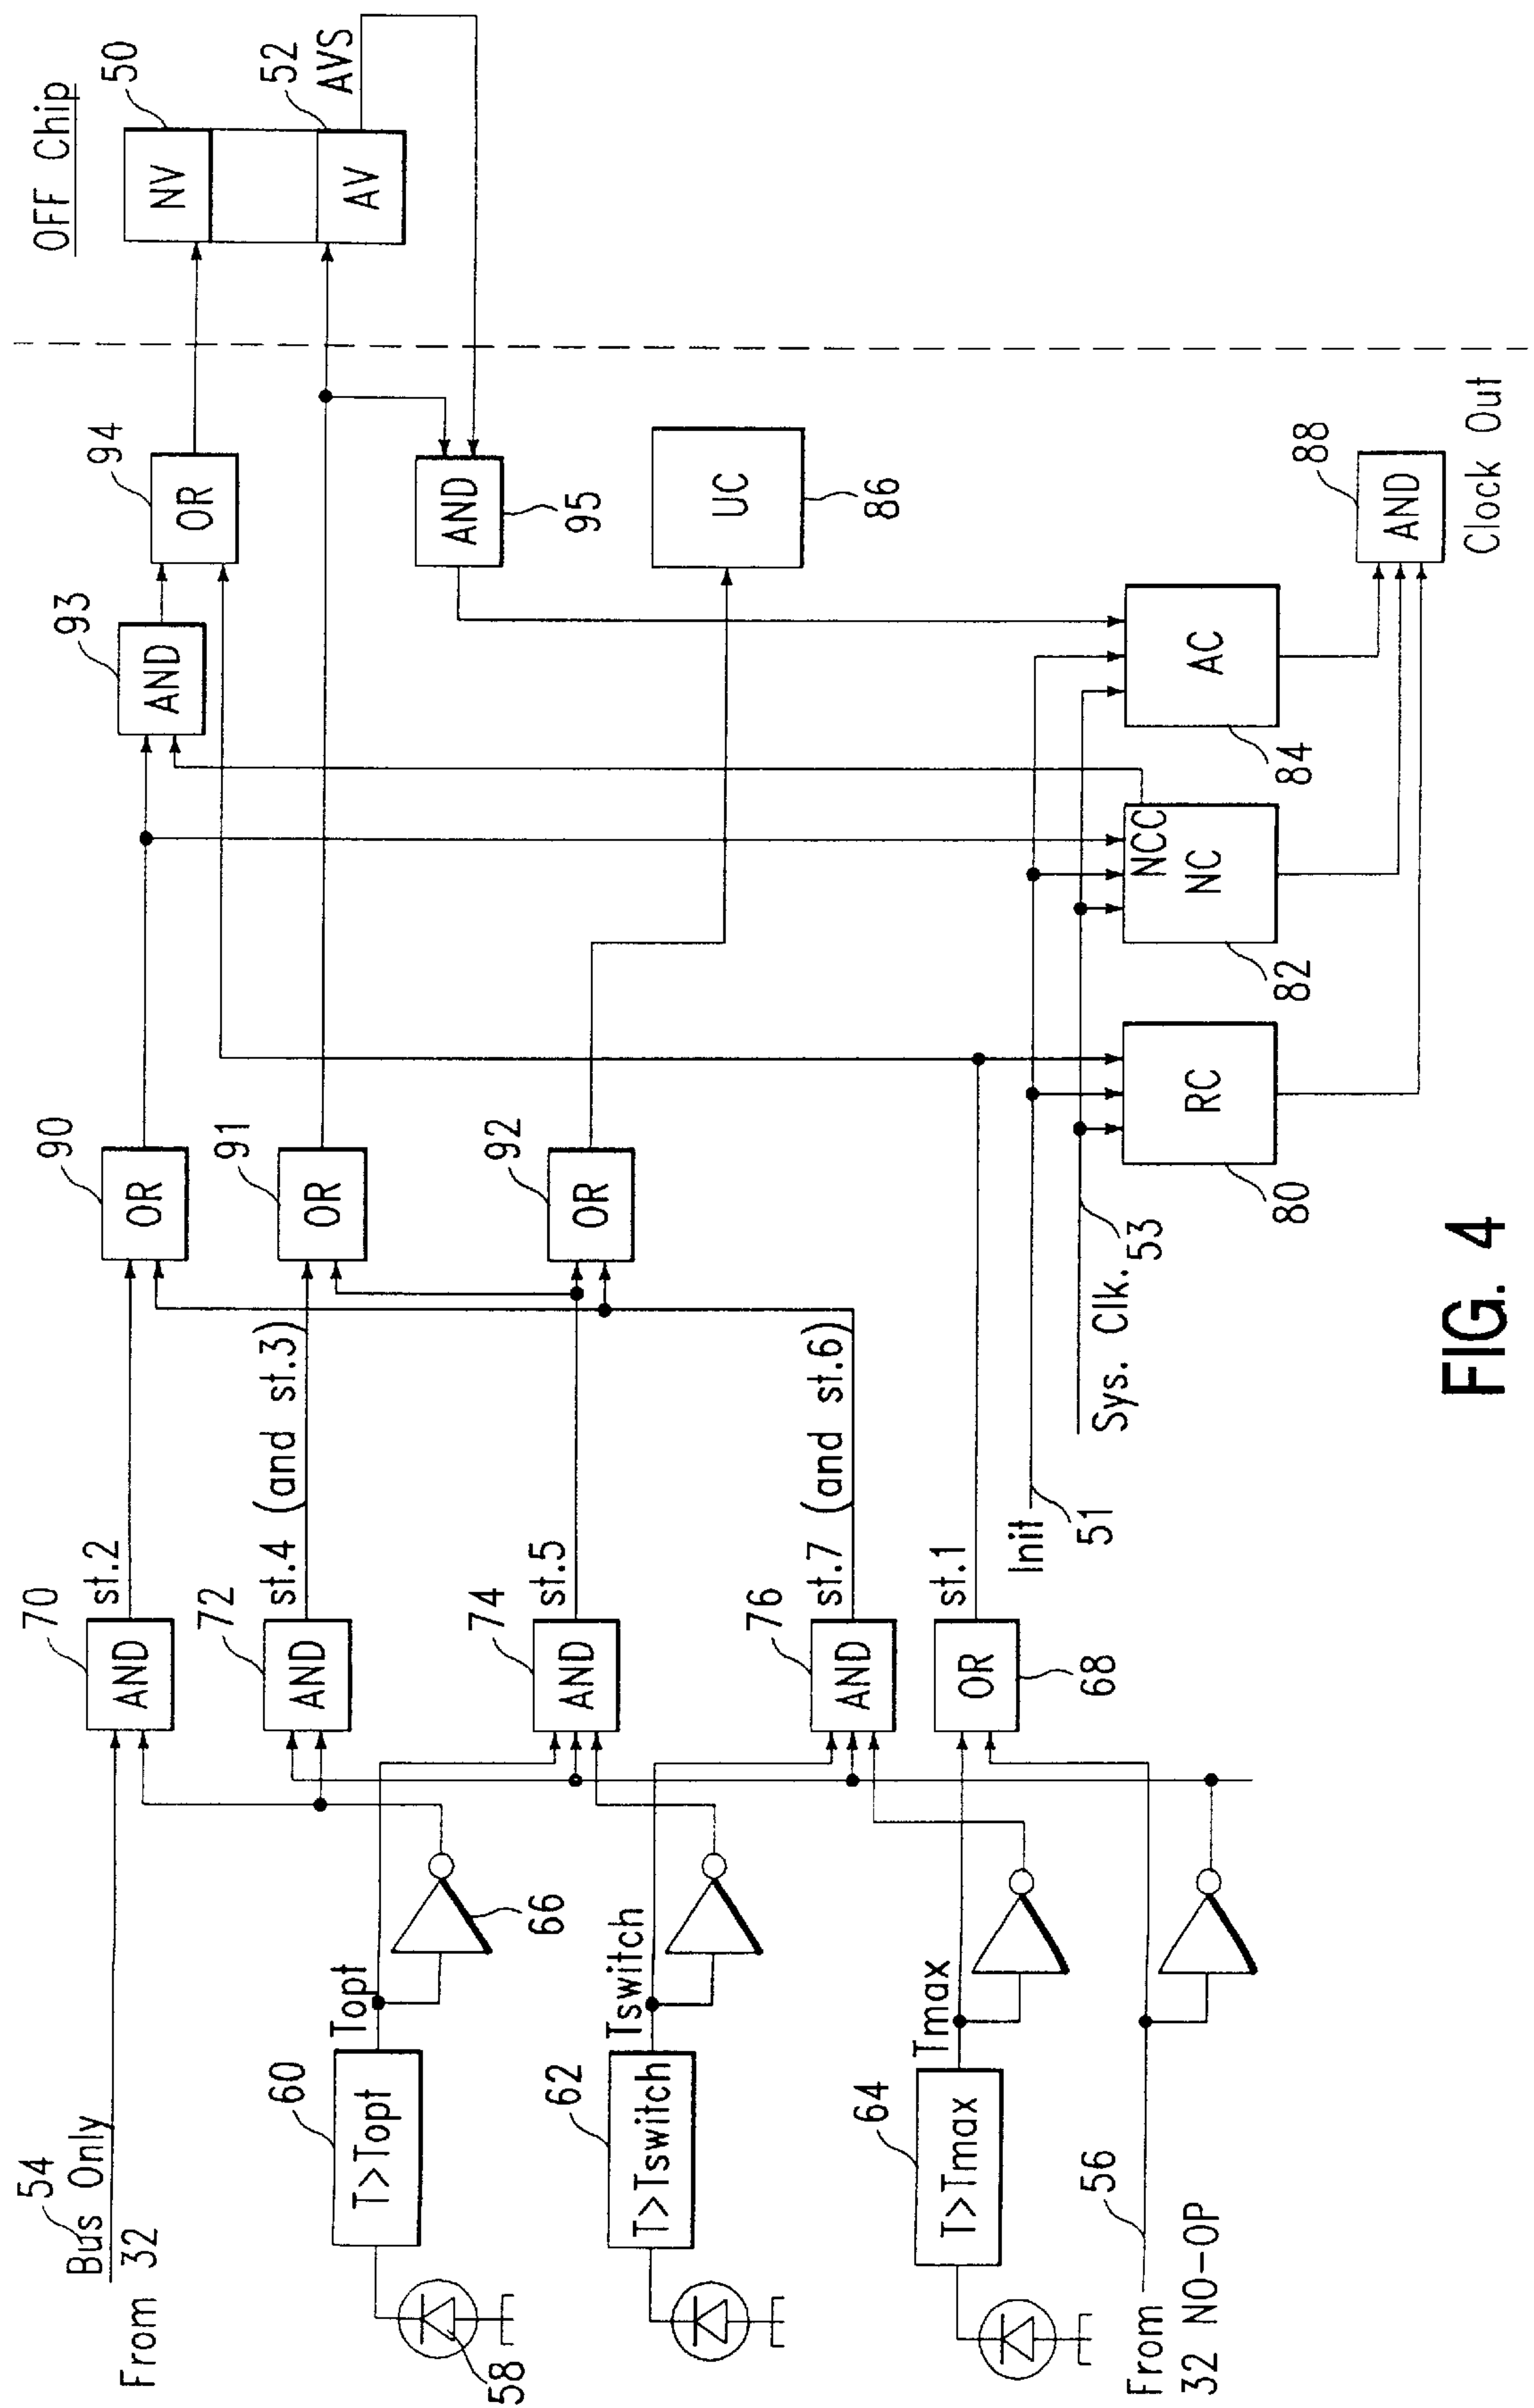 OFF Chip
50
NV
52
AV
AVS
94
OR
93
AND
AND
95
UC
86
90
OR
91
OR
92
OR
70
AND
st.2
72
AND
st.4 (and st.3)
74
AND
st.5
76
AND
st.7 (and st.6)
OR
68
st.1
54
Bus Only
From 32
60
T>Topt
Topt
66
58
62
T>Tswitch
Tswitch
64
T>Tmax
Tmax
56
From
32 NO-OP
Init
51
Sys. Clk.
53
RC
80
NCC
NC
82
AC
84
88
AND
Clock Out
FIG. 4